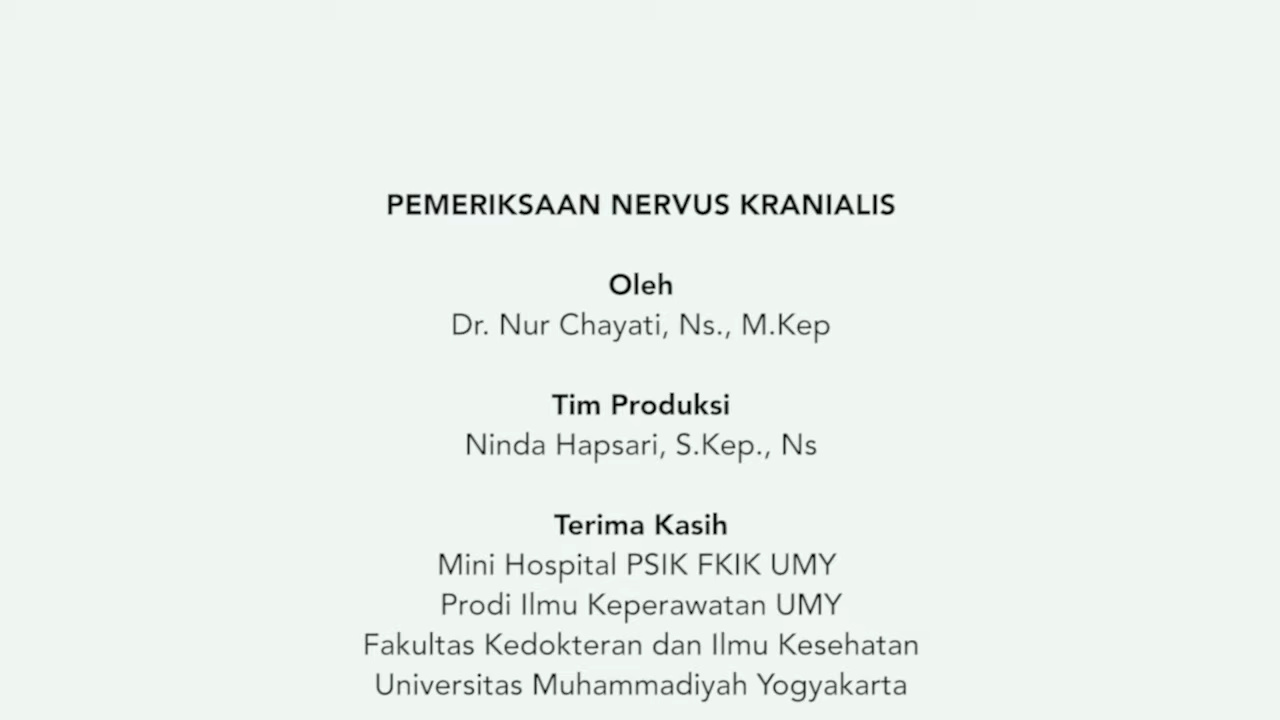 PEMERIKSAAN NERVUS KRANIALIS
Oleh
Dr. Nur Chayati, Ns., M.Kep
Tim Produksi
Ninda Hapsari, S.Kep., Ns
Terima Kasih
Mini Hospital PSIK FKIK UMY
Prodi Ilmu Keperawatan UMY
Fakultas Kedokteran dan Ilmu Kesehatan
Universitas Muhammadiyah Yogyakarta